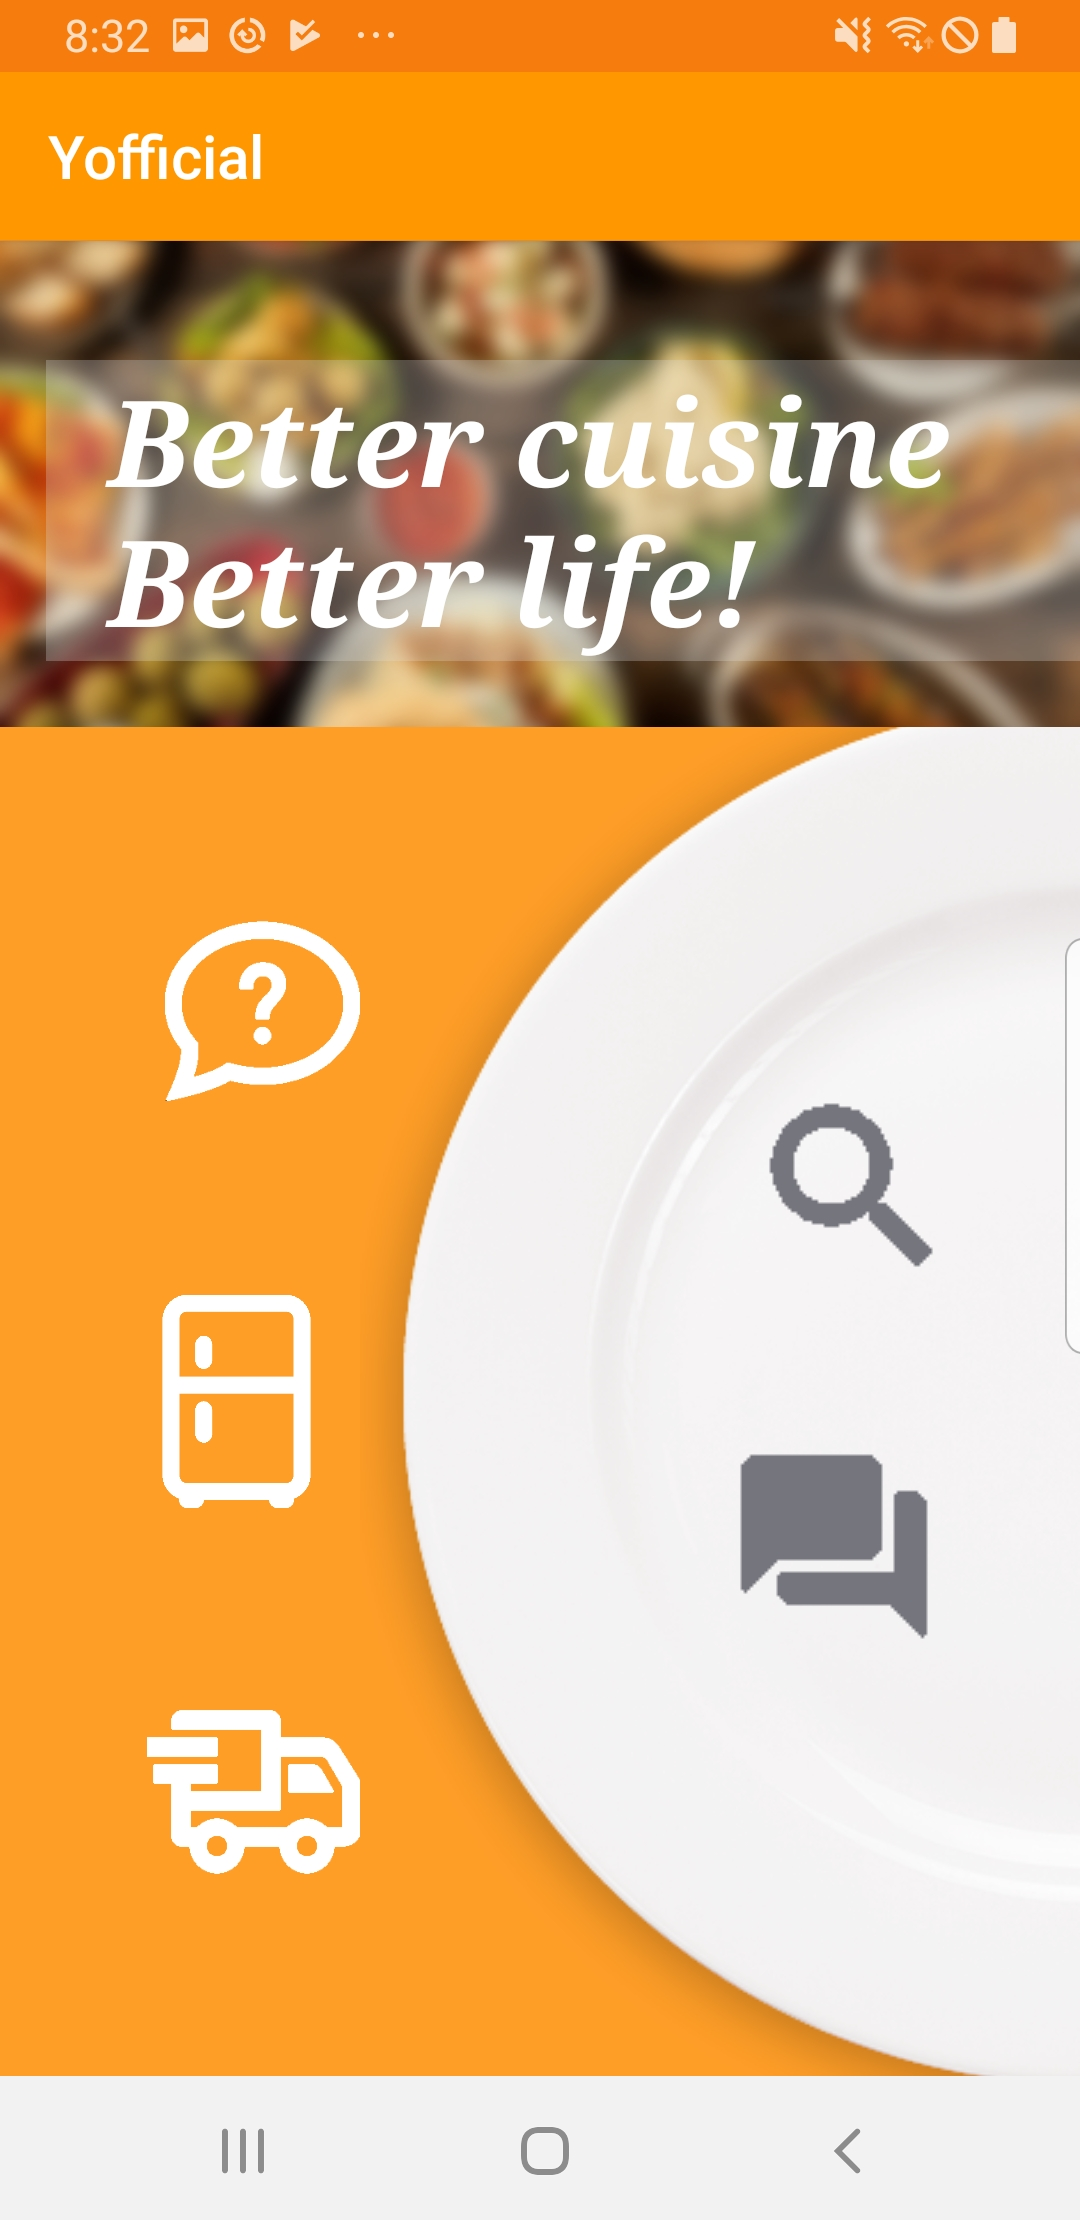 8:32
Yofficial
Better cuisine
Better life!
?